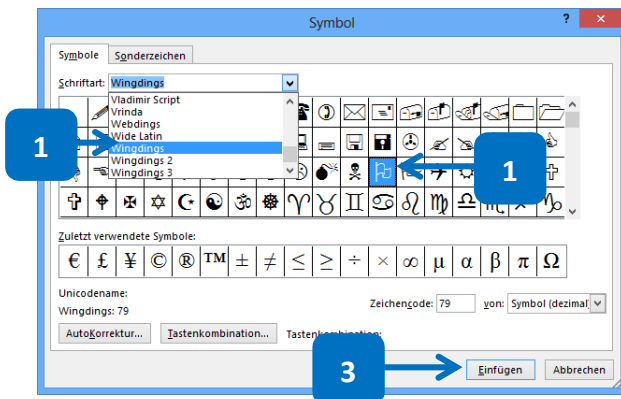 Symbol
?
×
Symbole
Sonderzeichen
Schriftart: Wingdings
Vladimir Script
Vrinda
Webdings
Wide Latin
Wingdings
Wingdings 2
Wingdings 3
1
1
Zuletzt verwendete Symbole:
€ £ ¥ © ® TM ± ≠ ≤ ≥ ÷ × ∞ µ α β π Ω
Unicodename:
Wingdings: 79
Zeichencode: 79 von: Symbol (dezimal)
AutoKorrektur... Tastenkombination...
3
Einfügen Abbrechen